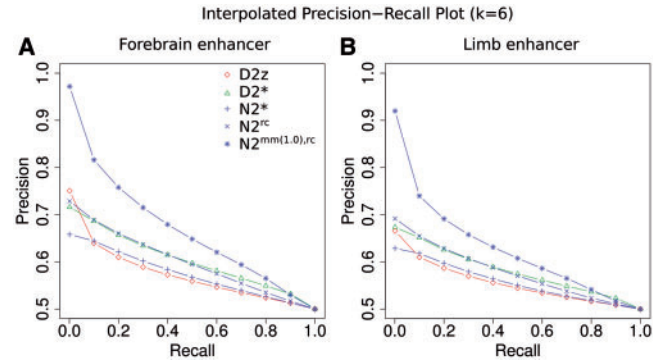 Interpolated Precision−Recall Plot (k=6)
A Forebrain enhancer
B Limb enhancer
Precision
1.0
0.9
0.8
0.7
0.6
0.5
D2z
D2*
N2*
N2rc
N2mm(1.0),rc
0.0 0.2 0.4 0.6 0.8 1.0
Recall
Precision
1.0
0.9
0.8
0.7
0.6
0.5
0.0 0.2 0.4 0.6 0.8 1.0
Recall